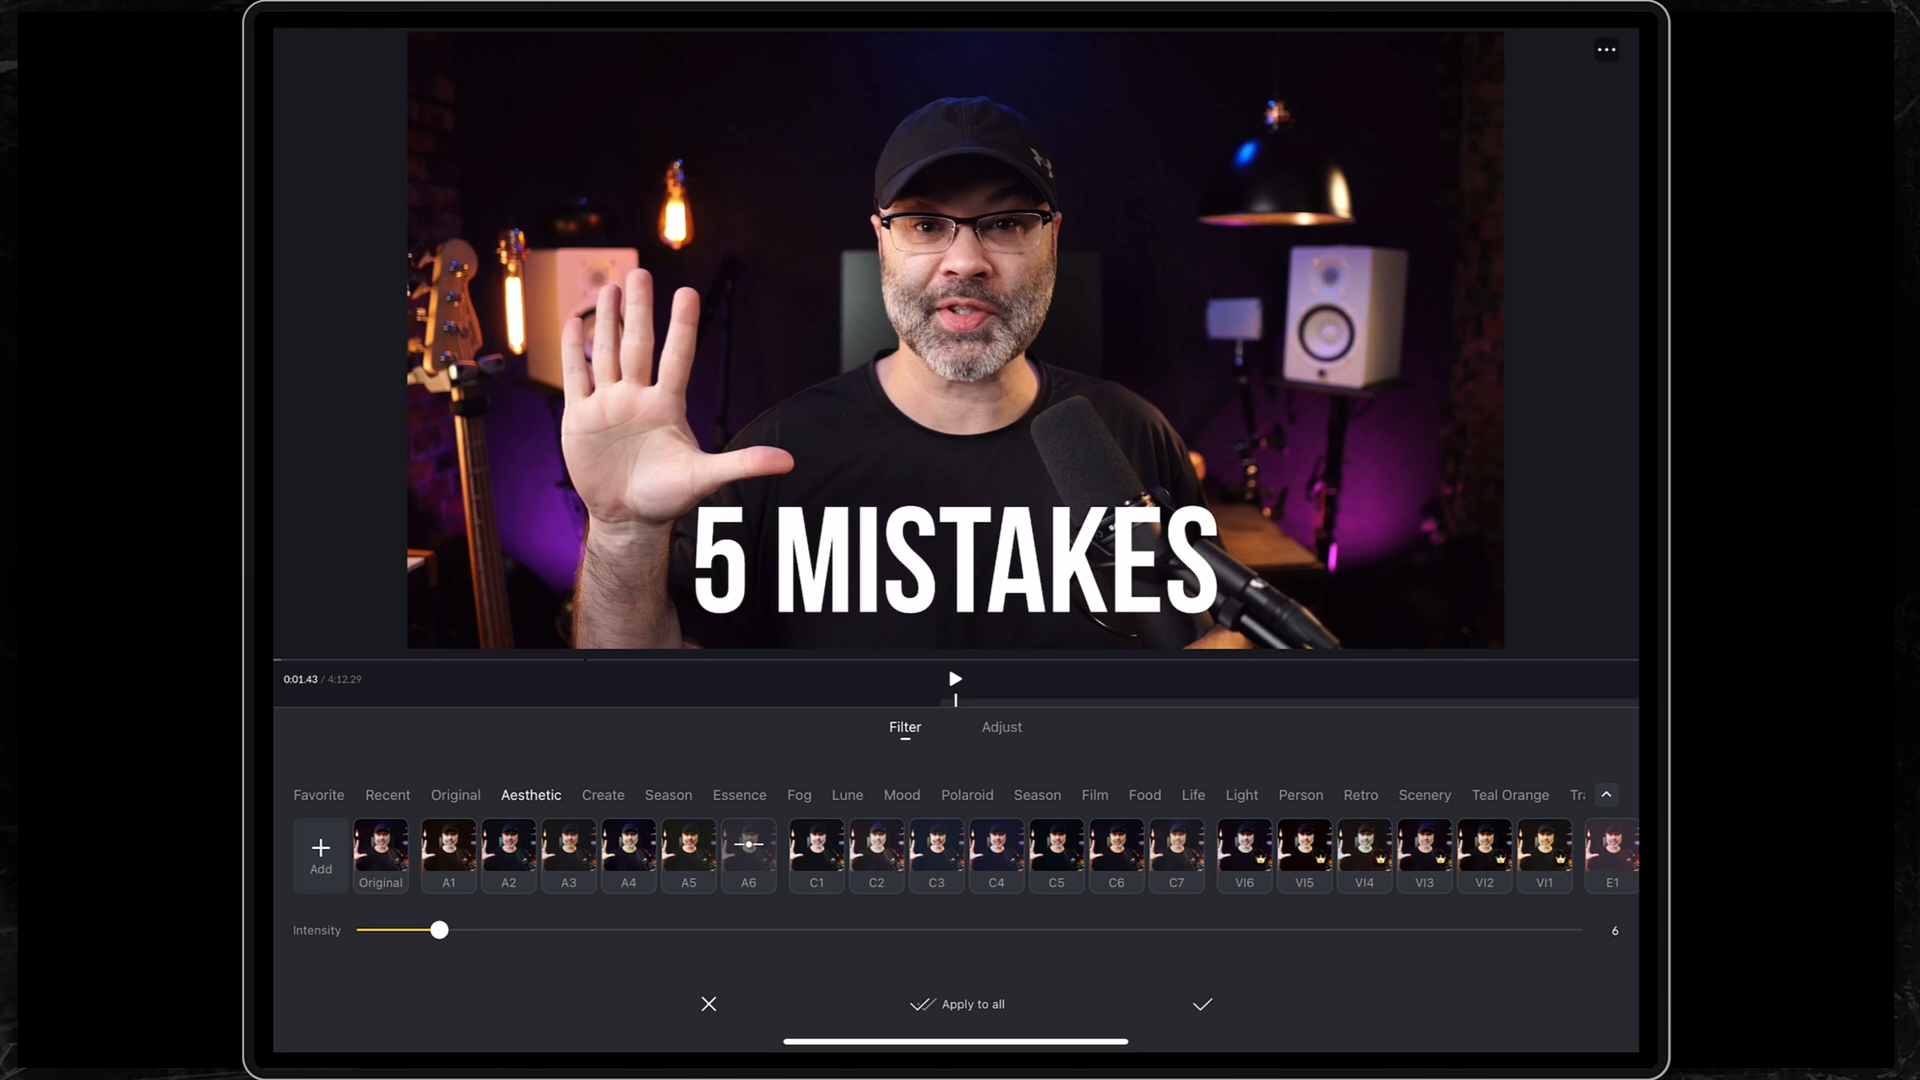 5 MISTAKES
0:01.43 / 4:12.29
Filter Adjust
Favorite Recent Original Aesthetic Create Season Essence Fog Lune Mood Polaroid Season Film Food Life Light Person Retro Scenery Teal Orange
Add Original A1 A2 A3 A4 A5 A6 C1 C2 C3 C4 C5 C6 C7 VI6 VI5 VI4 VI3 VI2 VI1 E1
Intensity 6
Apply to all